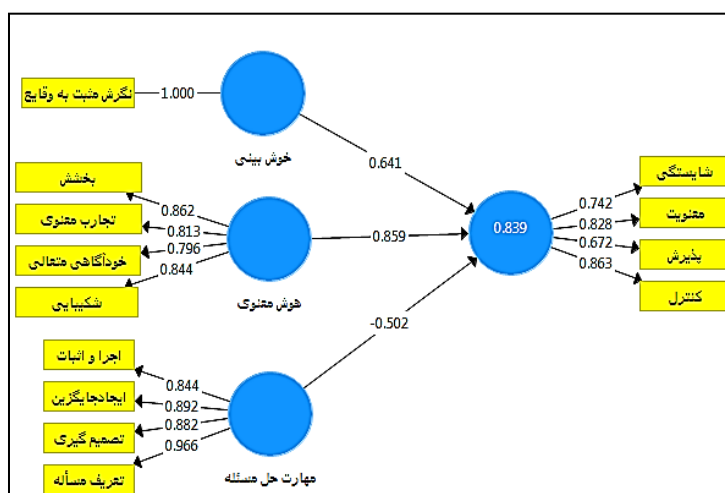 نگرش مثبت به وقایع
1.000
خوش بینی
0.641
بخشش
0.862
تجارب معنوی
0.813
خودآگاهی متعالی
0.796
شکیبایی
0.844
هوش معنوی
0.859
اجرا و اثبات
0.844
ایجادجایگزین
0.892
تصمیم گیری
0.882
تعریف مسأله
0.966
مهارت حل مسئله
-0.502
0.839
شایستگی
0.742
معنویت
0.828
پذیرش
0.672
کنترل
0.863